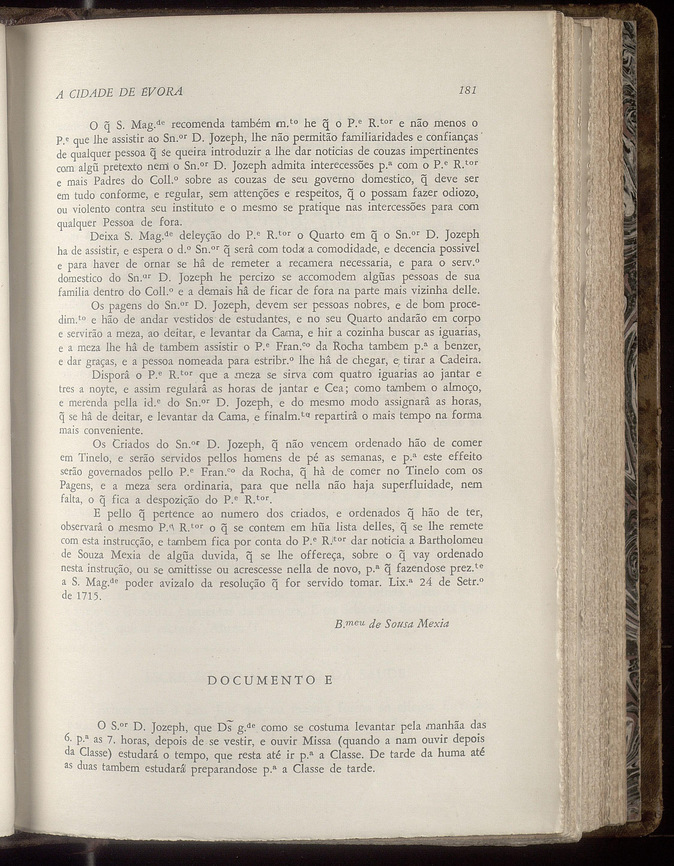 A CIDADE DE ÉVORA 181
O q̃ S. Mag.de recomenda também m.to he q̃ o P.e R.tor e não menos o
P.e que lhe assistir ao Sn.or D. Jozeph, lhe não permitão familiaridades e confianças
de qualquer pessoa q̃ se queira introduzir a lhe dar noticias de couzas impertinentes
com algũ pretexto nem o Sn.or D. Jozeph admita interecessões p.a com o P.e R.tor
e mais Padres do Coll.o sobre as couzas de seu governo domestico, q̃ deve ser
em tudo conforme, e regular, sem attenções e respeitos, q̃ o possam fazer odiozo,
ou violento contra seu instituto e o mesmo se pratique nas intercessões para com
qualquer Pessoa de fora.
Deixa S. Mag.de deleyção do P.e R.tor o Quarto em q̃ o Sn.or D. Jozeph
ha de assistir, e espera o d.o Sn.or q̃ será com toda a comodidade, e decencia possivel
e para haver de ornar se há de remeter a recamera necessaria, e para o serv.o
domestico do Sn.or D. Jozeph he percizo se accomodem algũas pessoas de sua
familia dentro do Coll.o e a demais há de ficar de fora na parte mais vizinha delle.
Os pagens do Sn.or D. Jozeph, devem ser pessoas nobres, e de bom proce-
dim.to e hão de andar vestidos de estudantes, e no seu Quarto andarão em corpo
e servirão a meza, ao deitar, e levantar da Cama, e hir a cozinha buscar as iguarias,
e a meza lhe há de tambem assistir o P.e Fran.co da Rocha tambem p.a a benzer,
e dar graças, e a pessoa nomeada para estribr.o lhe há de chegar, e tirar a Cadeira.
Disporá o P.e R.tor que a meza se sirva com quatro iguarias ao jantar e
tres a noyte, e assim regulará as horas de jantar e Cea; como tambem o almoço,
e merenda pella id.e do Sn.or D. Jozeph, e do mesmo modo assignará as horas,
q̃ se há de deitar, e levantar da Cama, e finalm.te repartirá o mais tempo na forma
mais conveniente.
Os Criados do Sn.or D. Jozeph, q̃ não vencem ordenado hão de comer
em Tinelo, e serão servidos pellos homens de pé as semanas, e p.a este effeito
serão governados pello P.e Fran.co da Rocha, q̃ há de comer no Tinelo com os
Pagens, e a meza sera ordinaria, para que nella não haja superfluidade, nem
falta, o q̃ fica a despozição do P.e R.tor.
E pello q̃ pertence ao numero dos criados, e ordenados q̃ hão de ter,
observará o mesmo P.e R.tor o q̃ se contem em hũa lista delles, q̃ se lhe remete
com esta instrucção, e tambem fica por conta do P.e R.tor dar noticia a Bartholomeu
de Souza Mexia de algũa duvida, q̃ se lhe offereça, sobre o q̃ vay ordenado
nesta instrução, ou se omittisse ou acrescesse nella de novo, p.a q̃ fazendose prez.te
a S. Mag.de poder avizalo da resolução q̃ for servido tomar. Lix.a 24 de Setr.o
de 1715.
B.meu de Sousa Mexia
DOCUMENTO E
O S.or D. Jozeph, que Ds̃ g.de como se costuma levantar pela manhãa das
6. p.a as 7. horas, depois de se vestir, e ouvir Missa (quando a nam ouvir depois
da Classe) estudará o tempo, que resta até ir p.a a Classe. De tarde da huma até
as duas tambem estudará preparandose p.a a Classe de tarde.